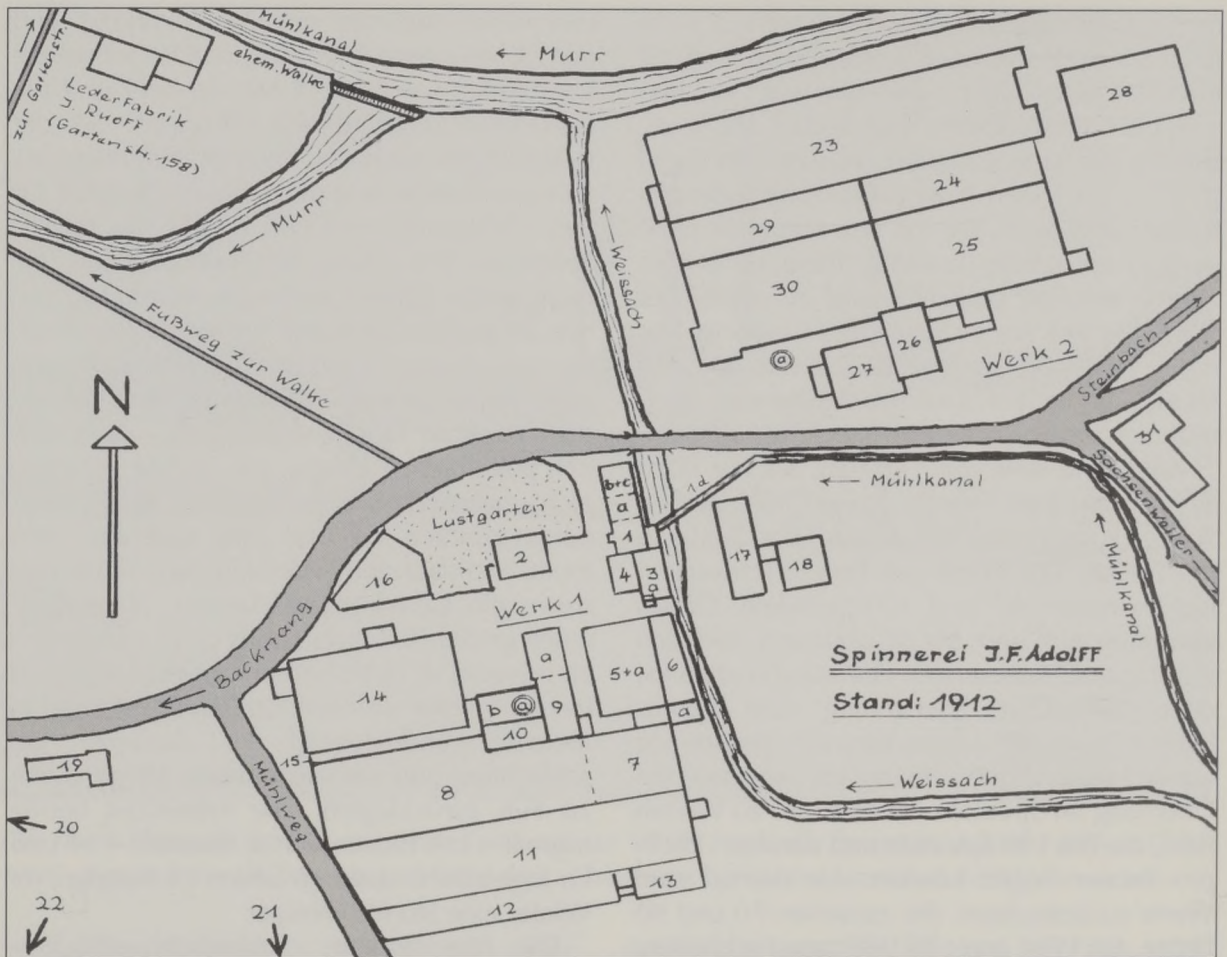 Mühlkanal
← Murr
ehem. Walke
zur Gartenstr.
Lederfabrik
J. Ruoff
(Gartenstr. 158)
← Murr
28
23
24
29
25
30
Weissach
Fußweg zur Walke
a
26
27
Werk 2
Steinbach
N
31
Sachsenweiler
← Mühlkanal
1d
b+c
a
1
Lustgarten
2
4
3
a
17
18
16
Werk 1
Mühlkanal
Backnang
Spinnerei J.F.Adolff
Stand: 1912
14
a
5+a
6
b
a
9
a
10
15
7
8
19
Mühlweg
← Weissach
20
11
13
12
22
21